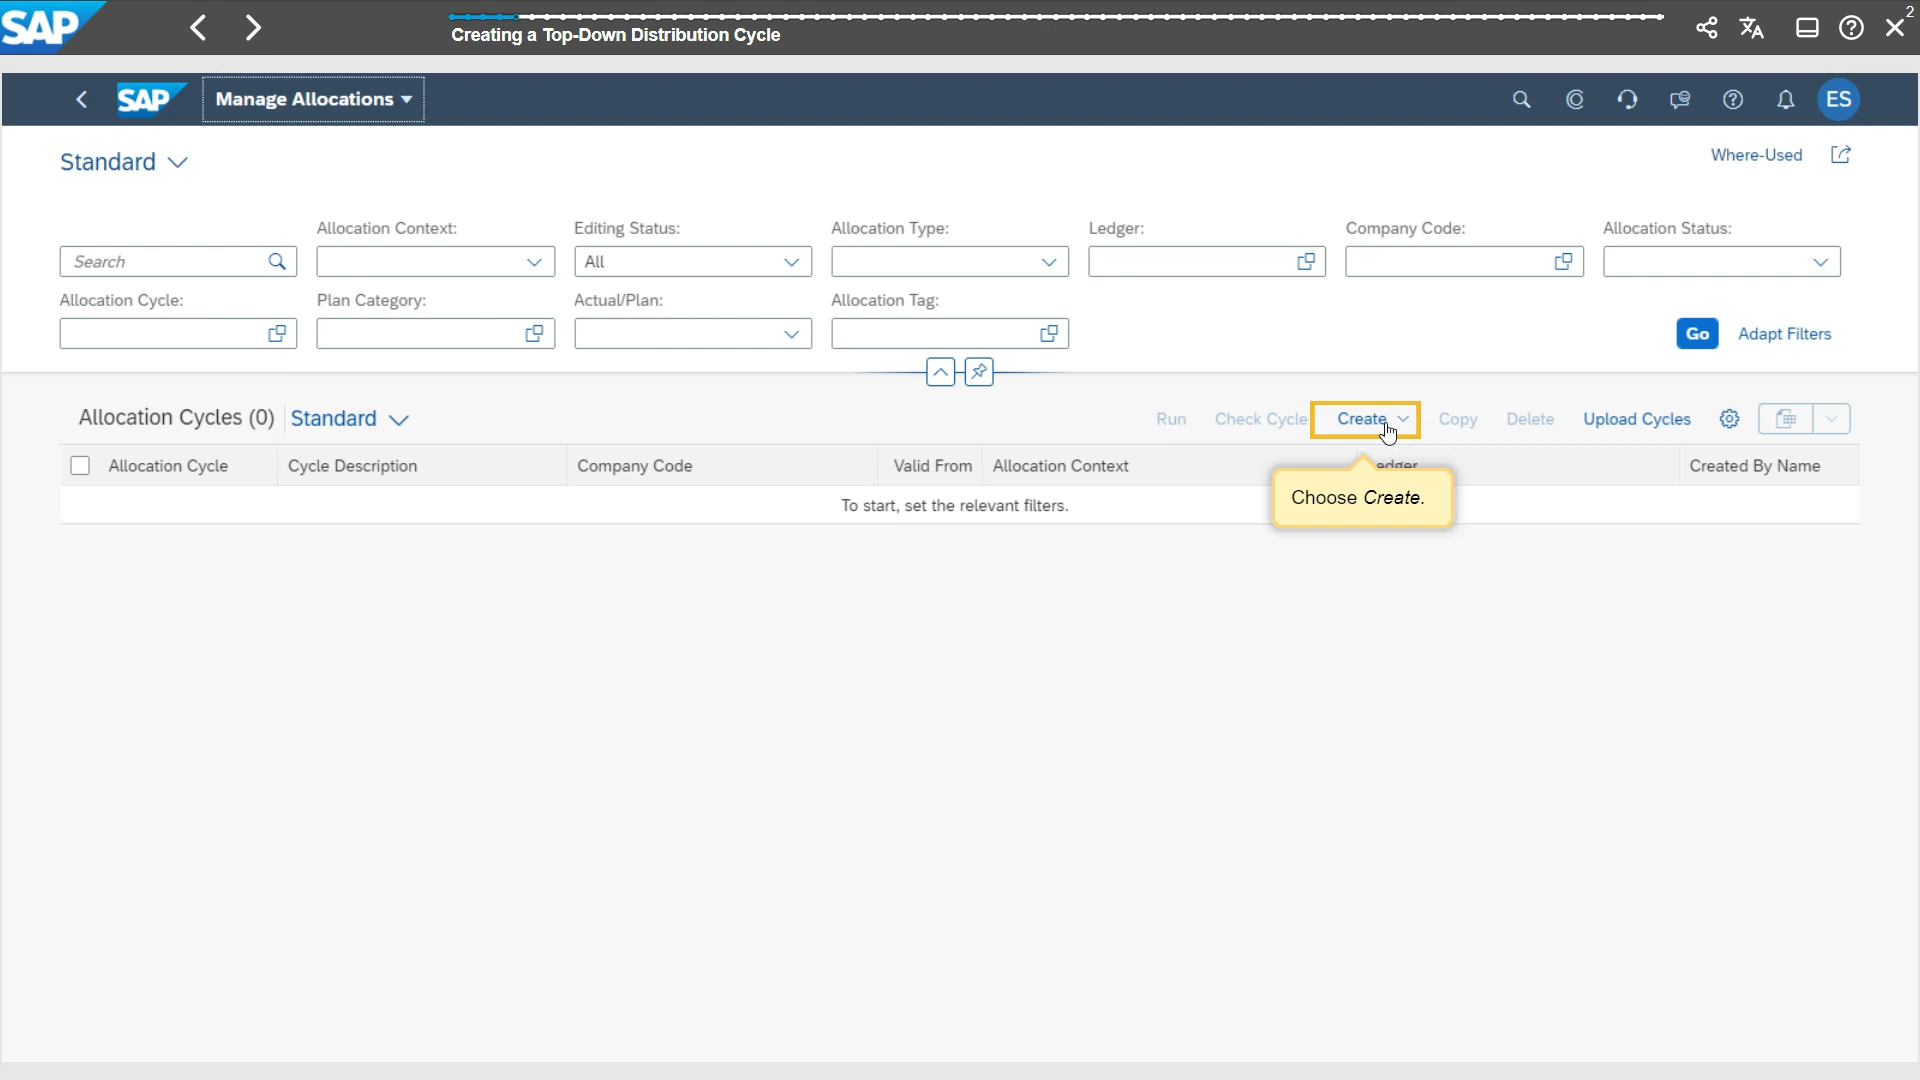 SAP
Creating a Top-Down Distribution Cycle
2
SAP
Manage Allocations
ES
Standard
Where-Used
Allocation Context:
Editing Status:
Allocation Type:
Ledger:
Company Code:
Allocation Status:
Search
All
Allocation Cycle:
Plan Category:
Actual/Plan:
Allocation Tag:
Go
Adapt Filters
Allocation Cycles (0)
Standard
Run
Check Cycle
Create
Copy
Delete
Upload Cycles
Allocation Cycle
Cycle Description
Company Code
Valid From
Allocation Context
Created By Name
To start, set the relevant filters.
Choose Create.